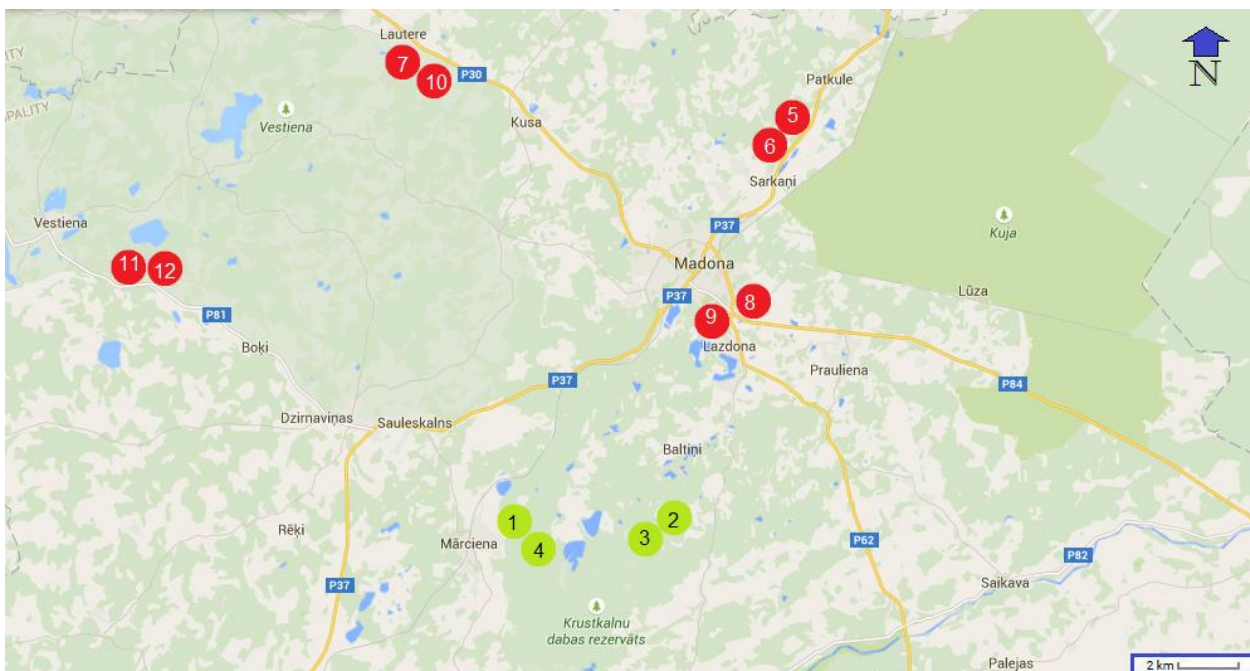 ITY
PALITY
Lautere
7
10
P30
Vestiena
Kusa
Patkule
5
6
Sarkaņi
N
Kuja
Vestiena
11
12
P81
Boķi
P37
Madona
P37
8
9
Lazdona
Lūza
Prauliena
P84
P37
Dzirnaviņas
Sauleskalns
Baltiņi
1
4
2
3
Rēķi
Mārciena
P37
P62
P82
Saikava
Krustkalnu
dabas rezervāts
Palejas
2 km